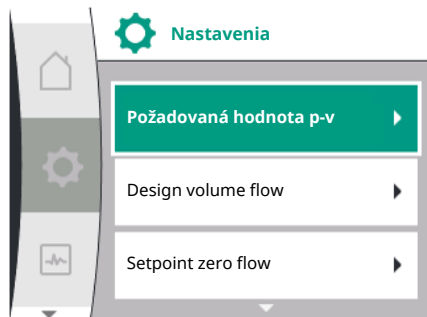 Nastavenia
Požadovaná hodnota p-v
Design volume flow
Setpoint zero flow